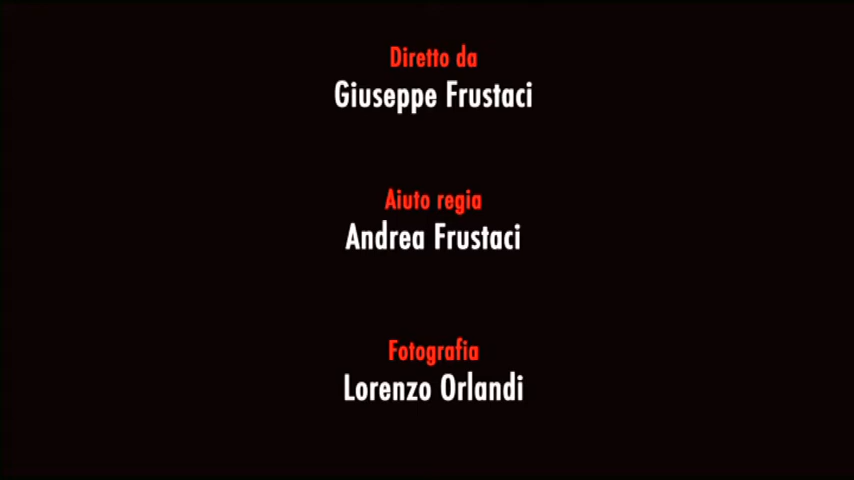 Diretto da
Giuseppe Frustaci
Aiuto regia
Andrea Frustaci
Fotografia
Lorenzo Orlandi